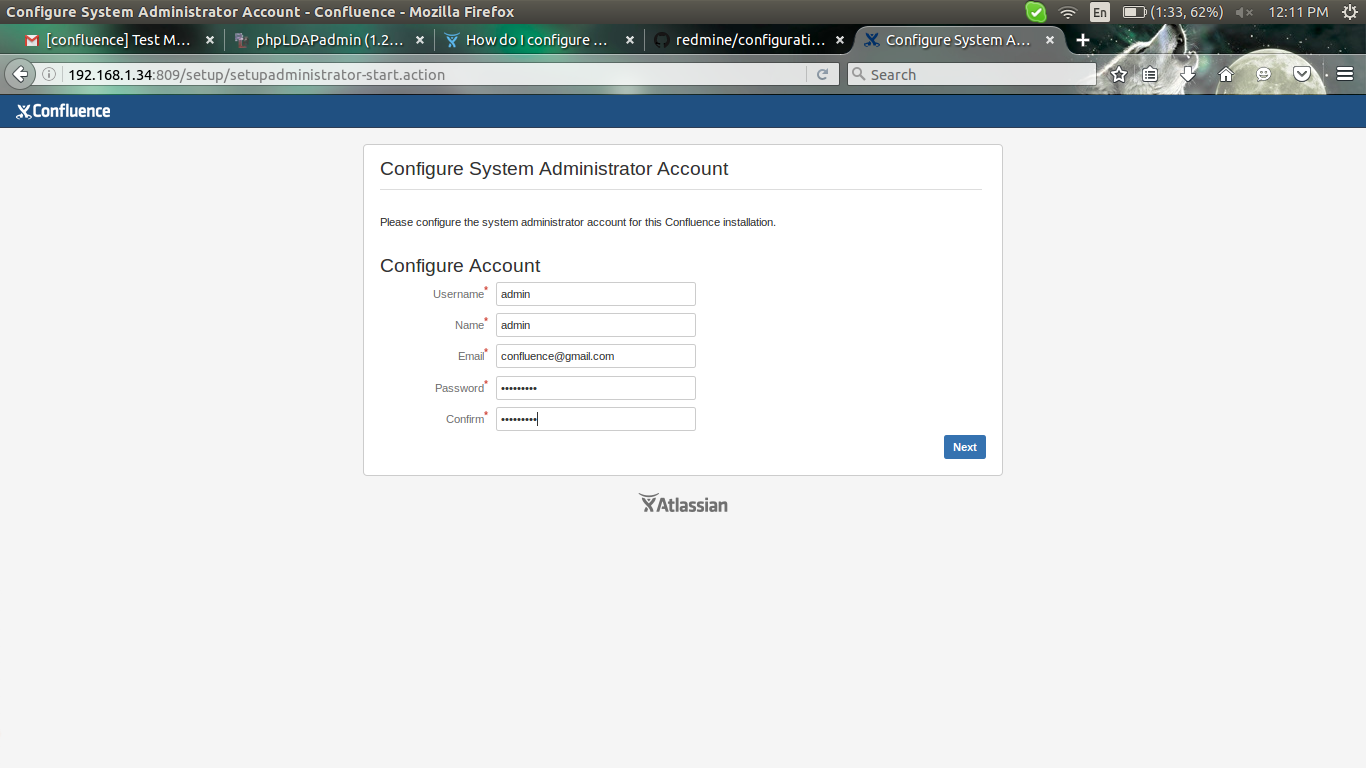 Configure System Administrator Account - Confluence - Mozilla Firefox
En (1:33, 62%) 12:11 PM
[confluence] Test M... × phpLDAPadmin (1.2... × How do I configure ... × redmine/configurati... × Configure System A... × +
192.168.1.34:809/setup/setupadministrator-start.action
Search
Confluence
Configure System Administrator Account
Please configure the system administrator account for this Confluence installation.
Configure Account
Username* admin
Name* admin
Email* confluence@gmail.com
Password* •••••••••
Confirm* •••••••••
Next
Atlassian